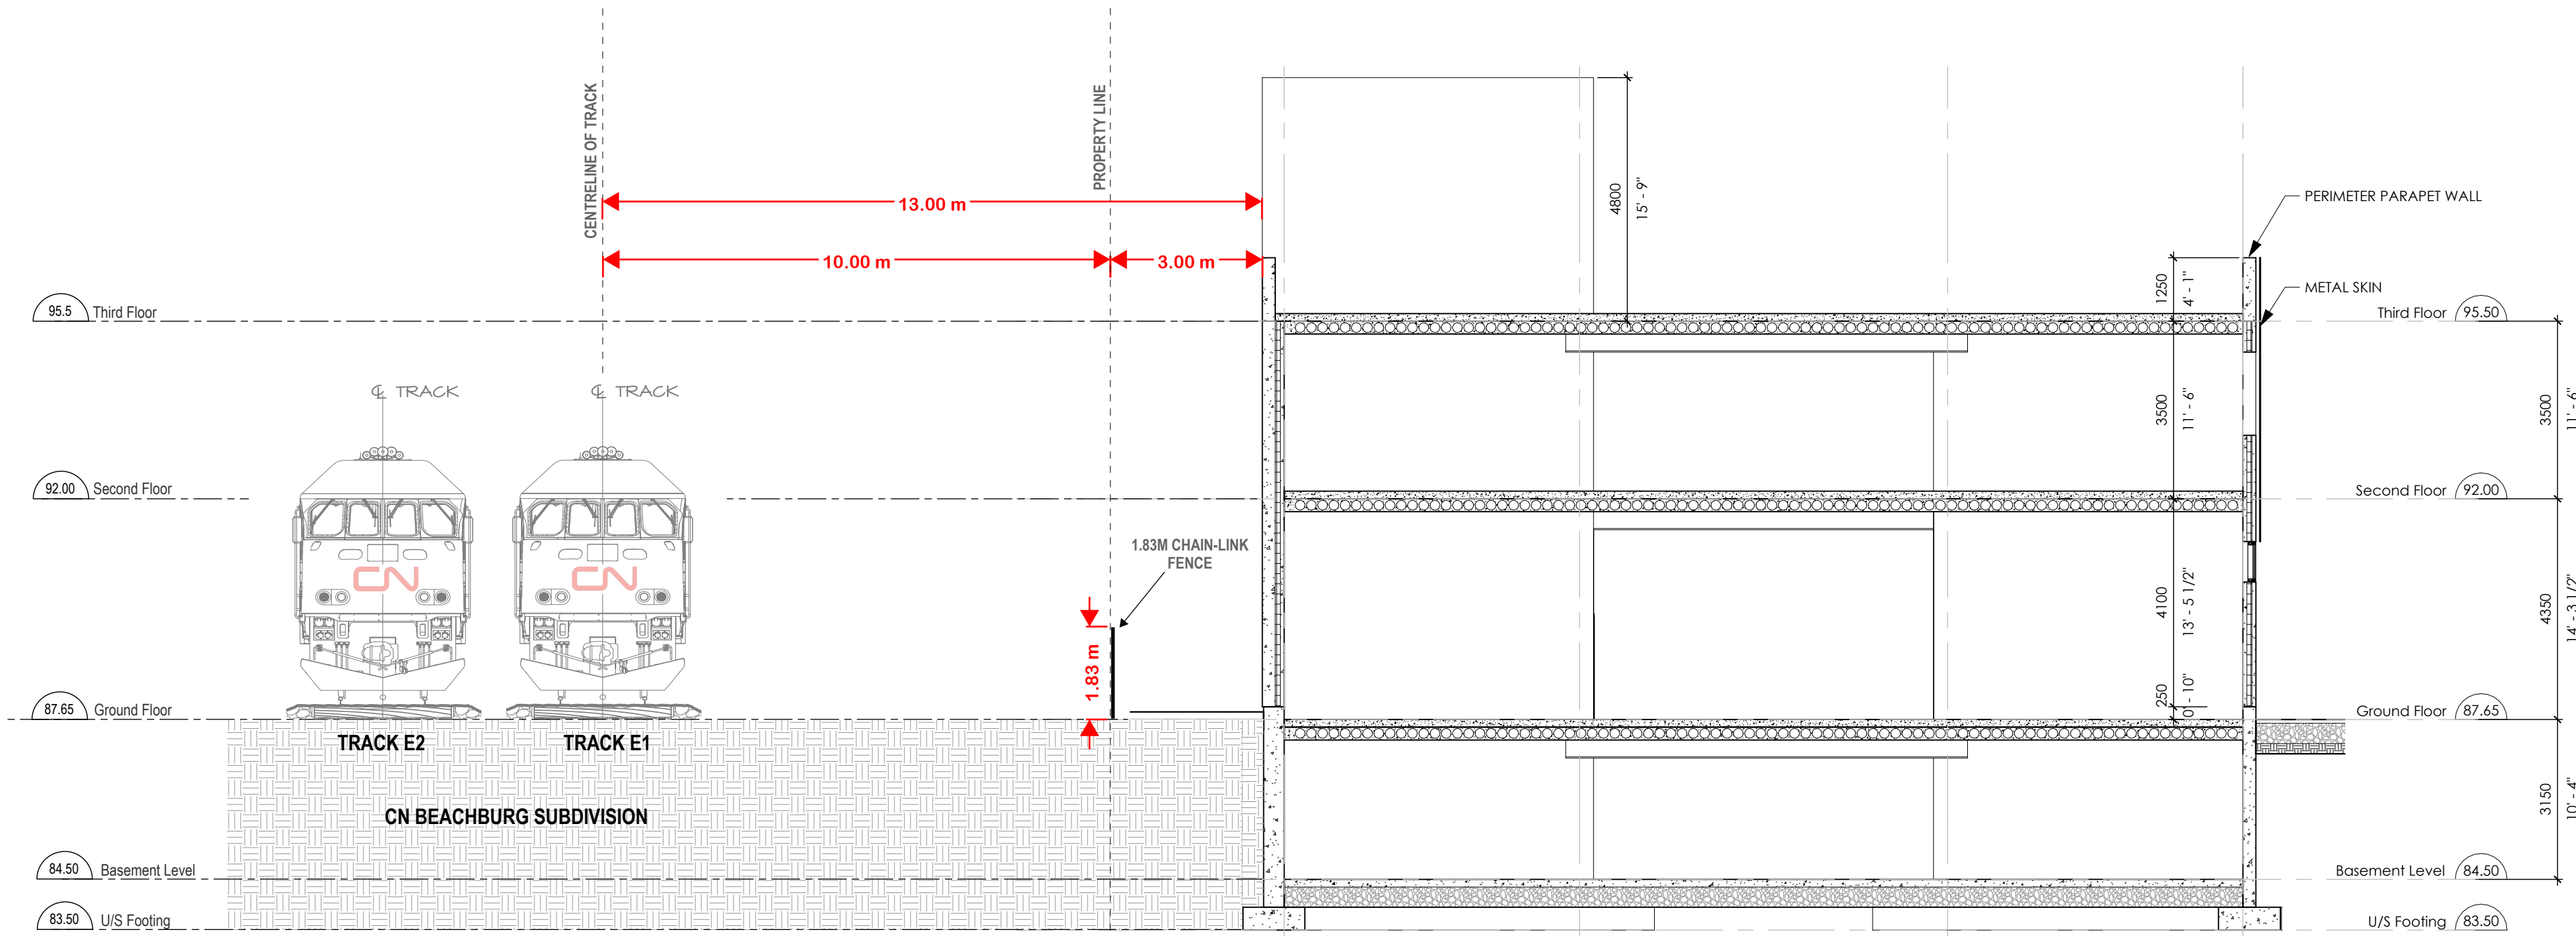 CENTRELINE OF TRACK
PROPERTY LINE
13.00 m
10.00 m
3.00 m
4800
15' - 9"
PERIMETER PARAPET WALL
METAL SKIN
1250
4' - 1"
95.5 Third Floor
Third Floor 95.50
℄ TRACK
℄ TRACK
3500
11' - 6"
3500
11' - 6"
92.00 Second Floor
Second Floor 92.00
CN
CN
1.83M CHAIN-LINK
FENCE
1.83 m
4100
13' - 5 1/2"
4350
14' - 3 1/2"
250
0' - 10"
87.65 Ground Floor
Ground Floor 87.65
TRACK E2
TRACK E1
CN BEACHBURG SUBDIVISION
3150
10' - 4"
84.50 Basement Level
Basement Level 84.50
83.50 U/S Footing
U/S Footing 83.50